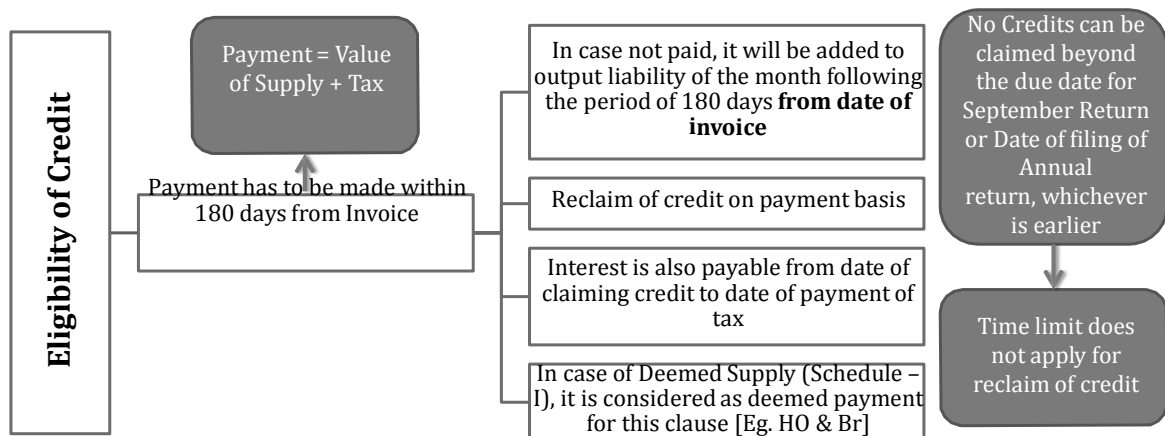 Eligibility of Credit
Payment = Value
of Supply + Tax
Payment has to be made within
180 days from Invoice
In case not paid, it will be added to
output liability of the month following
the period of 180 days from date of
invoice
Reclaim of credit on payment basis
Interest is also payable from date of
claiming credit to date of payment of
tax
In case of Deemed Supply (Schedule –
I), it is considered as deemed payment
for this clause [Eg. HO & Br]
No Credits can be
claimed beyond
the due date for
September Return
or Date of filing of
Annual
return, whichever
is earlier
Time limit does
not apply for
reclaim of credit